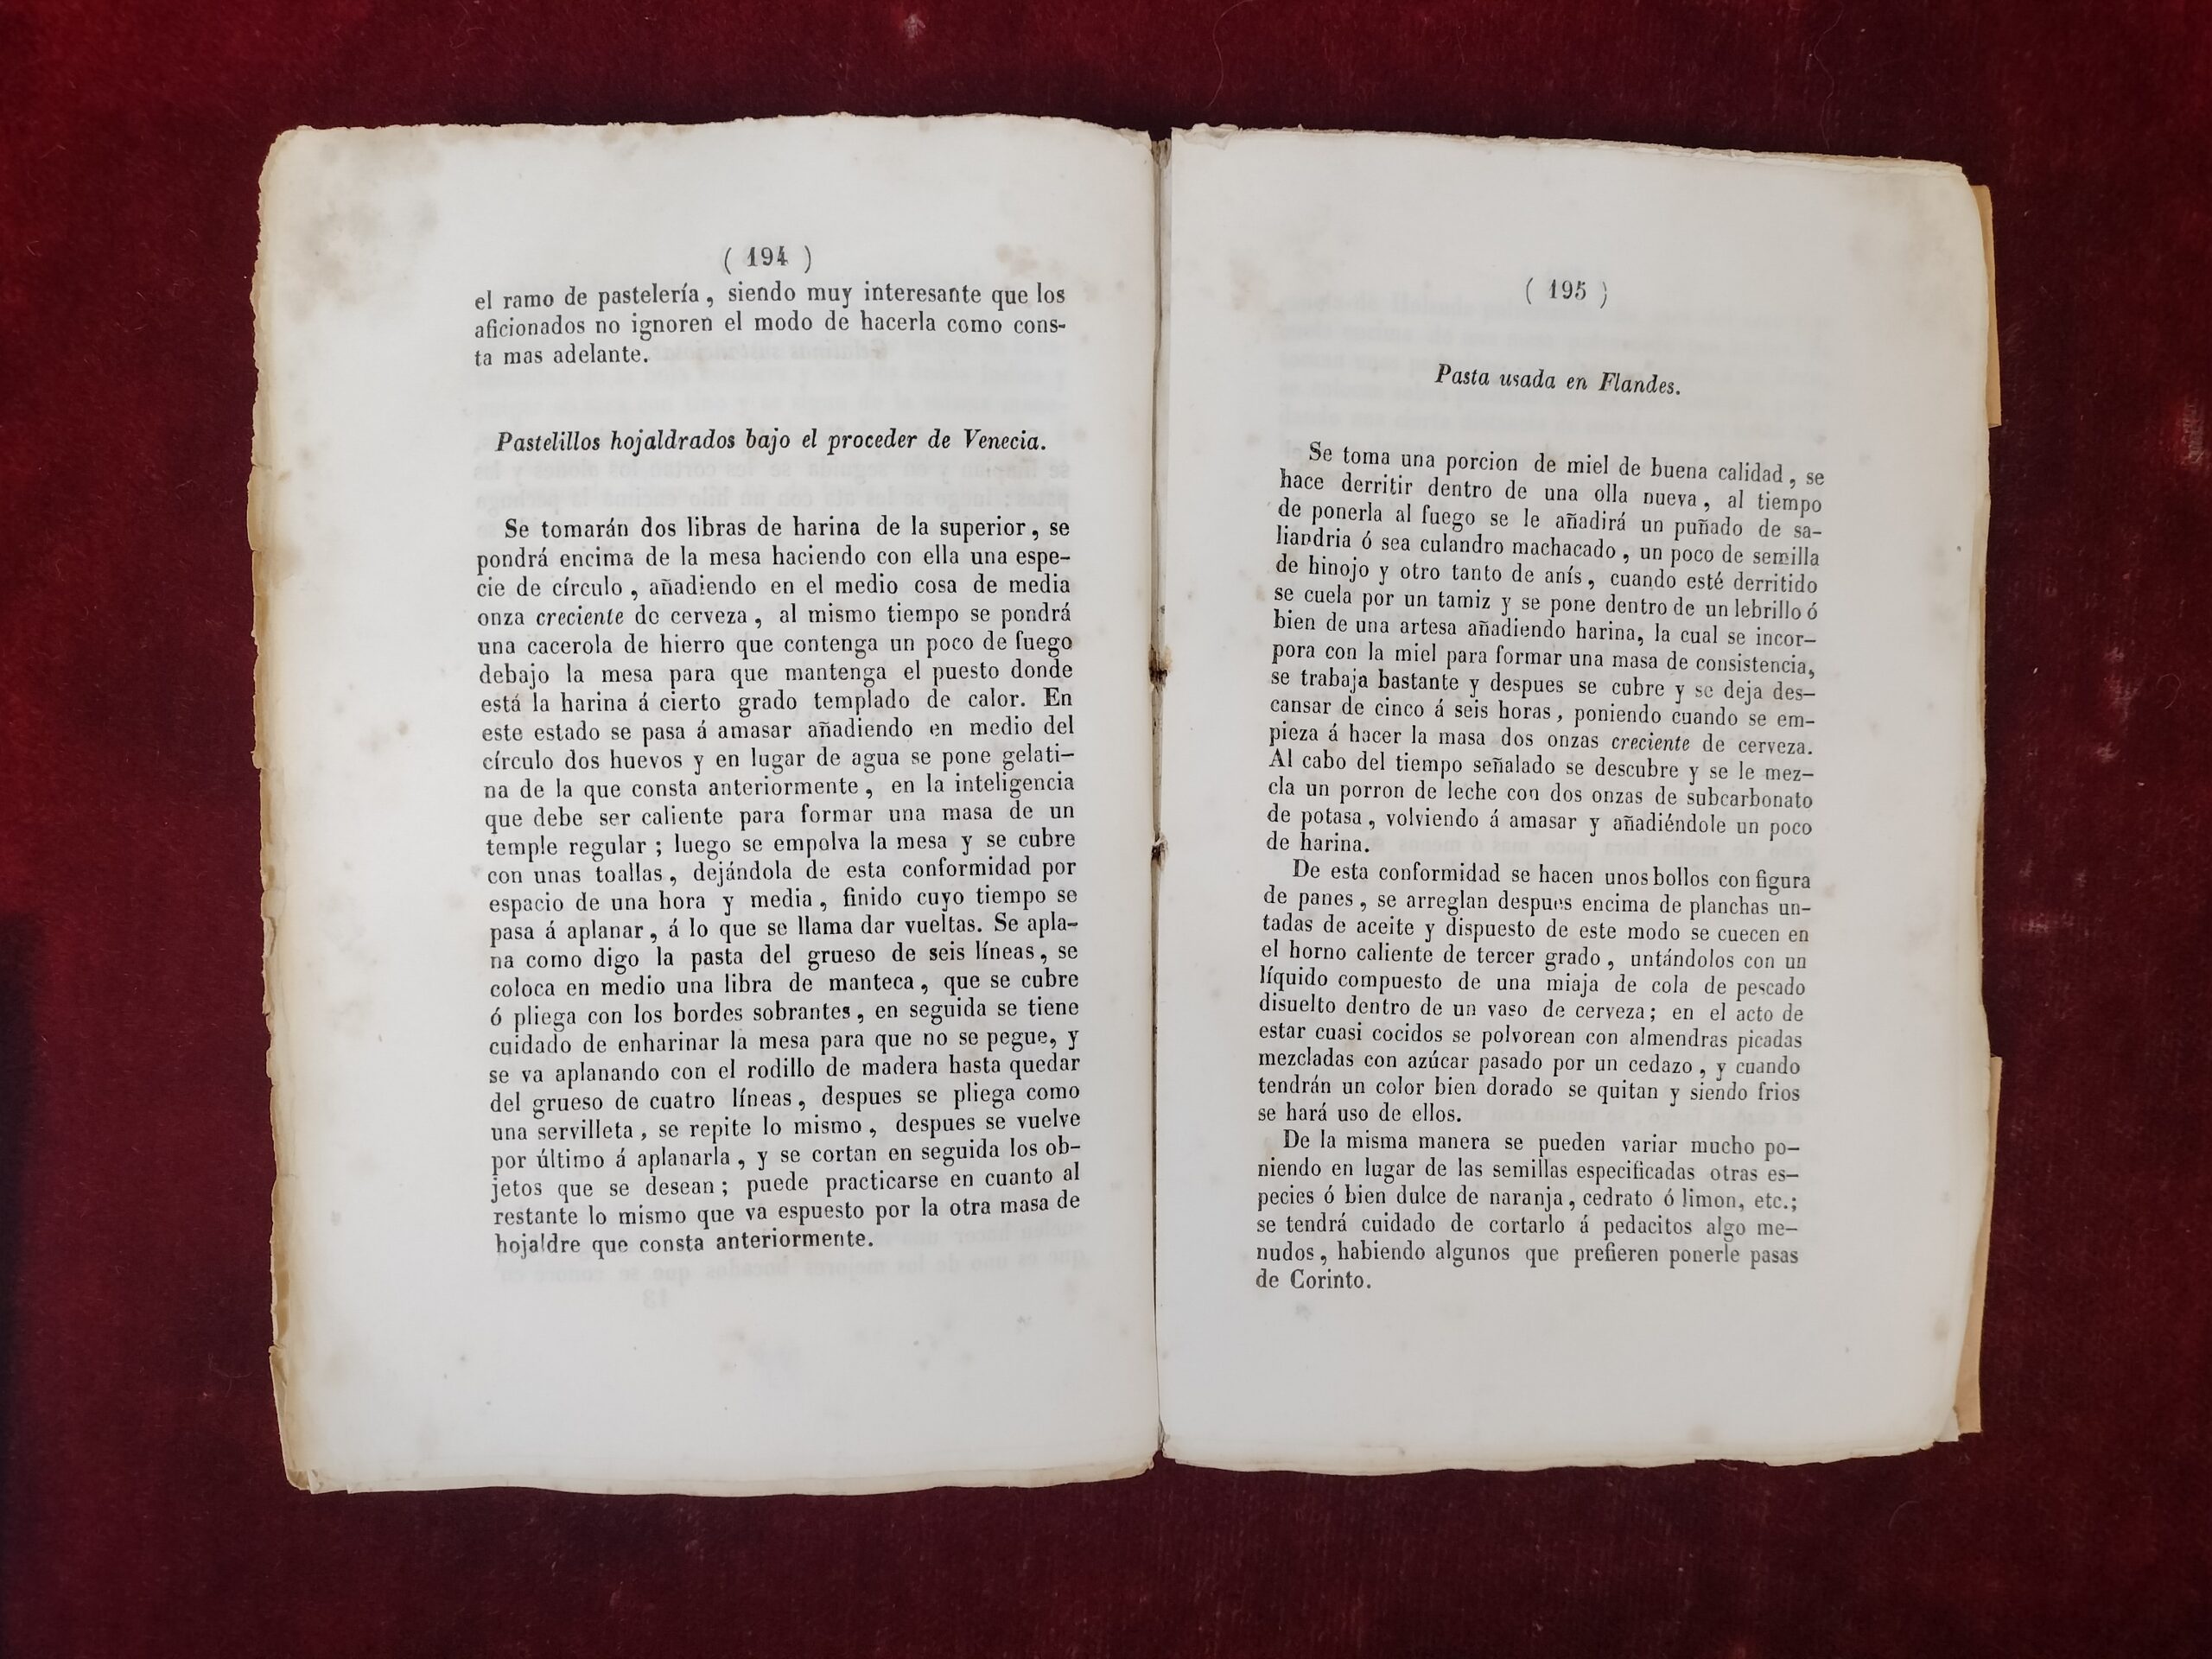 ( 194 )
el ramo de pastelería, siendo muy interesante que los
aficionados no ignoren el modo de hacerla como cons-
ta mas adelante.
Pastelillos hojaldrados bajo el proceder de Venecia.
Se tomarán dos libras de harina de la superior, se
pondrá encima de la mesa haciendo con ella una espe-
cie de círculo, añadiendo en el medio cosa de media
onza creciente de cerveza, al mismo tiempo se pondrá
una cacerola de hierro que contenga un poco de fuego
debajo la mesa para que mantenga el puesto donde
está la harina á cierto grado templado de calor. En
este estado se pasa á amasar añadiendo en medio del
círculo dos huevos y en lugar de agua se pone gelati-
na de la que consta anteriormente, en la inteligencia
que debe ser caliente para formar una masa de un
temple regular; luego se empolva la mesa y se cubre
con unas toallas, dejándola de esta conformidad por
espacio de una hora y media, finido cuyo tiempo se
pasa á aplanar, á lo que se llama dar vueltas. Se apla-
na como digo la pasta del grueso de seis líneas, se
coloca en medio una libra de manteca, que se cubre
ó pliega con los bordes sobrantes, en seguida se tiene
cuidado de enharinar la mesa para que no se pegue, y
se va aplanando con el rodillo de madera hasta quedar
del grueso de cuatro líneas, despues se pliega como
una servilleta, se repite lo mismo, despues se vuelve
por último á aplanarla, y se cortan en seguida los ob-
jetos que se desean; puede practicarse en cuanto al
restante lo mismo que va espuesto por la otra masa de
hojaldre que consta anteriormente.
( 195 )
Pasta usada en Flandes.
Se toma una porcion de miel de buena calidad, se
hace derritir dentro de una olla nueva, al tiempo
de ponerla al fuego se le añadirá un puñado de sa-
liandria ó sea culandro machacado, un poco de semilla
de hinojo y otro tanto de anís, cuando esté derritido
se cuela por un tamiz y se pone dentro de un lebrillo ó
bien de una artesa añadiendo harina, la cual se incor-
pora con la miel para formar una masa de consistencia,
se trabaja bastante y despues se cubre y se deja des-
cansar de cinco á seis horas, poniendo cuando se em-
pieza á hacer la masa dos onzas creciente de cerveza.
Al cabo del tiempo señalado se descubre y se le mez-
cla un porron de leche con dos onzas de subcarbonato
de potasa, volviendo á amasar y añadiéndole un poco
de harina.
De esta conformidad se hacen unos bollos con figura
de panes, se arreglan despues encima de planchas un-
tadas de aceite y dispuesto de este modo se cuecen en
el horno caliente de tercer grado, untándolos con un
líquido compuesto de una miaja de cola de pescado
disuelto dentro de un vaso de cerveza; en el acto de
estar cuasi cocidos se polvorean con almendras picadas
mezcladas con azúcar pasado por un cedazo, y cuando
tendrán un color bien dorado se quitan y siendo frios
se hará uso de ellos.
De la misma manera se pueden variar mucho po-
niendo en lugar de las semillas especificadas otras es-
pecies ó bien dulce de naranja, cedrato ó limon, etc.;
se tendrá cuidado de cortarlo á pedacitos algo me-
nudos, habiendo algunos que prefieren ponerle pasas
de Corinto.